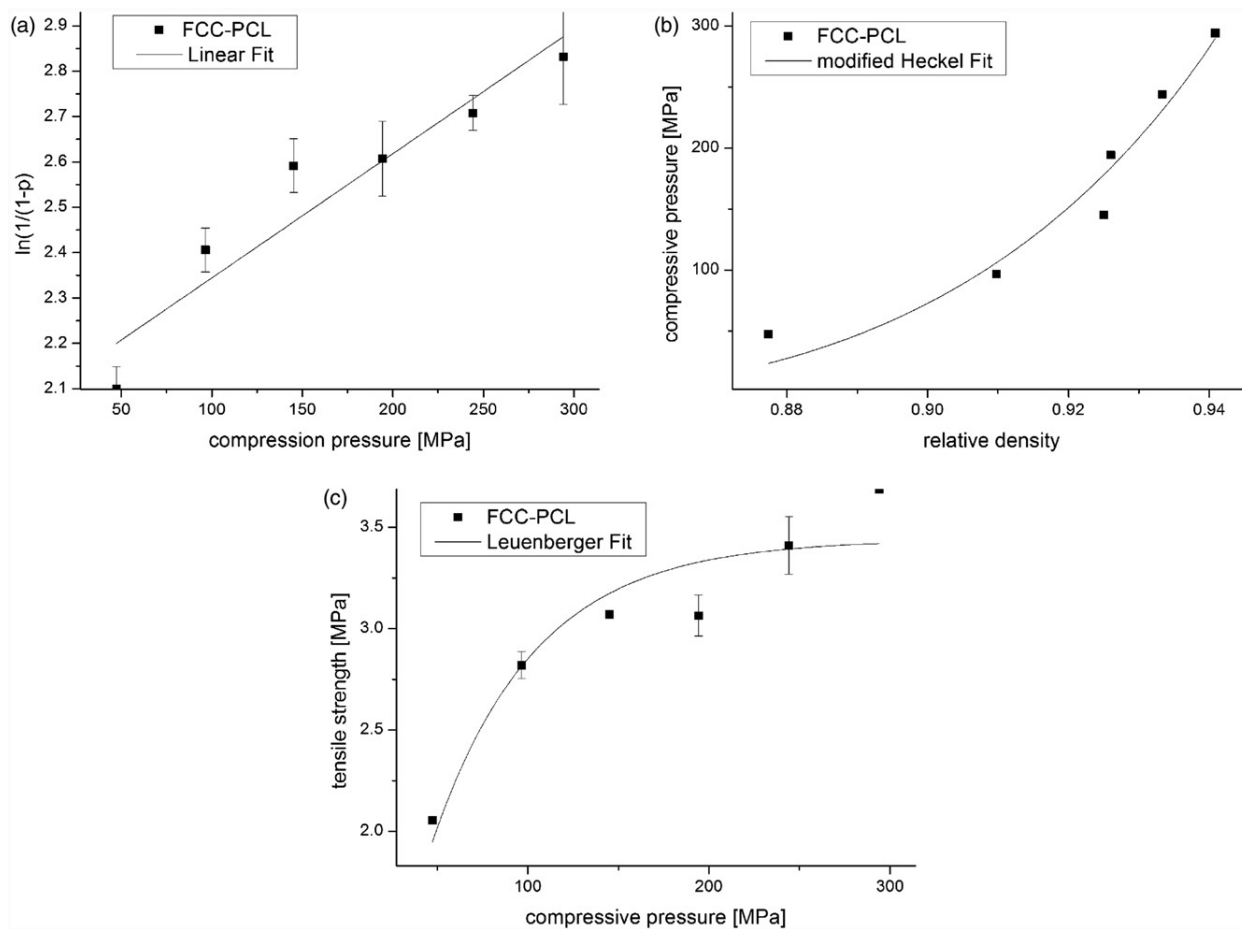 (a)
FCC-PCL
Linear Fit
ln(1/(1-p)
2.9
2.8
2.7
2.6
2.5
2.4
2.3
2.2
2.1
50 100 150 200 250 300
compression pressure [MPa]
(b)
FCC-PCL
modified Heckel Fit
compressive pressure [MPa]
300
200
100
0.88 0.90 0.92 0.94
relative density
(c)
FCC-PCL
Leuenberger Fit
tensile strength [MPa]
3.5
3.0
2.5
2.0
100 200 300
compressive pressure [MPa]